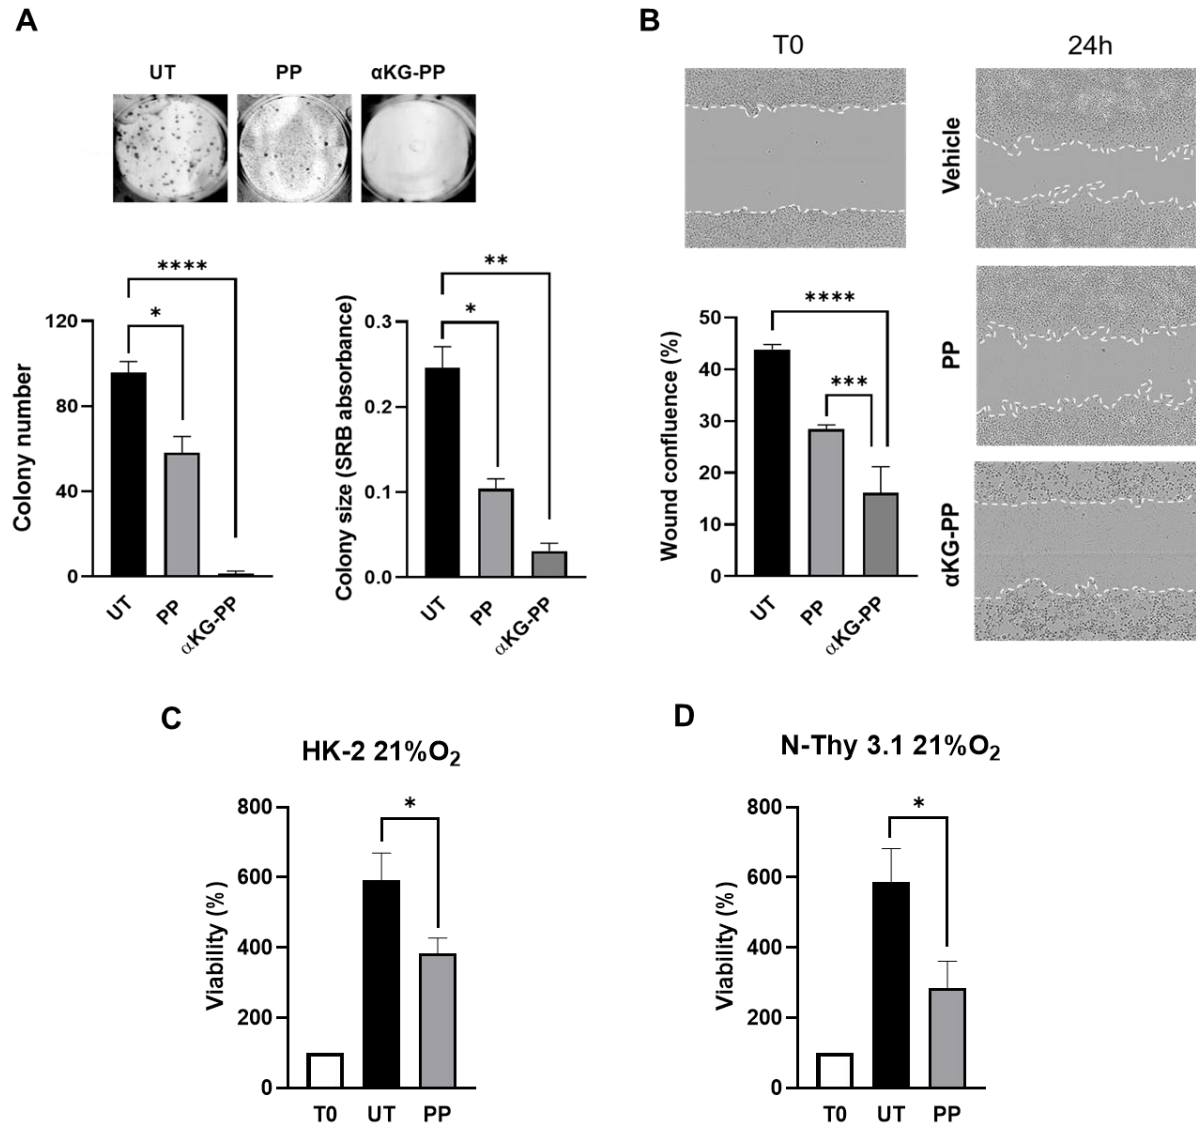 A
UT PP αKG-PP
****
*
120
80
40
0
Colony number
UT PP αKG-PP
**
*
0.3
0.2
0.1
0.0
Colony size (SRB absorbance)
UT PP αKG-PP
B
T0 24h
Vehicle
PP
αKG-PP
****
***
50
40
30
20
10
0
Wound confluence (%)
UT PP αKG-PP
C
HK-2 21%O₂
*
800
600
400
200
0
Viability (%)
T0 UT PP
D
N-Thy 3.1 21%O₂
*
800
600
400
200
0
Viability (%)
T0 UT PP